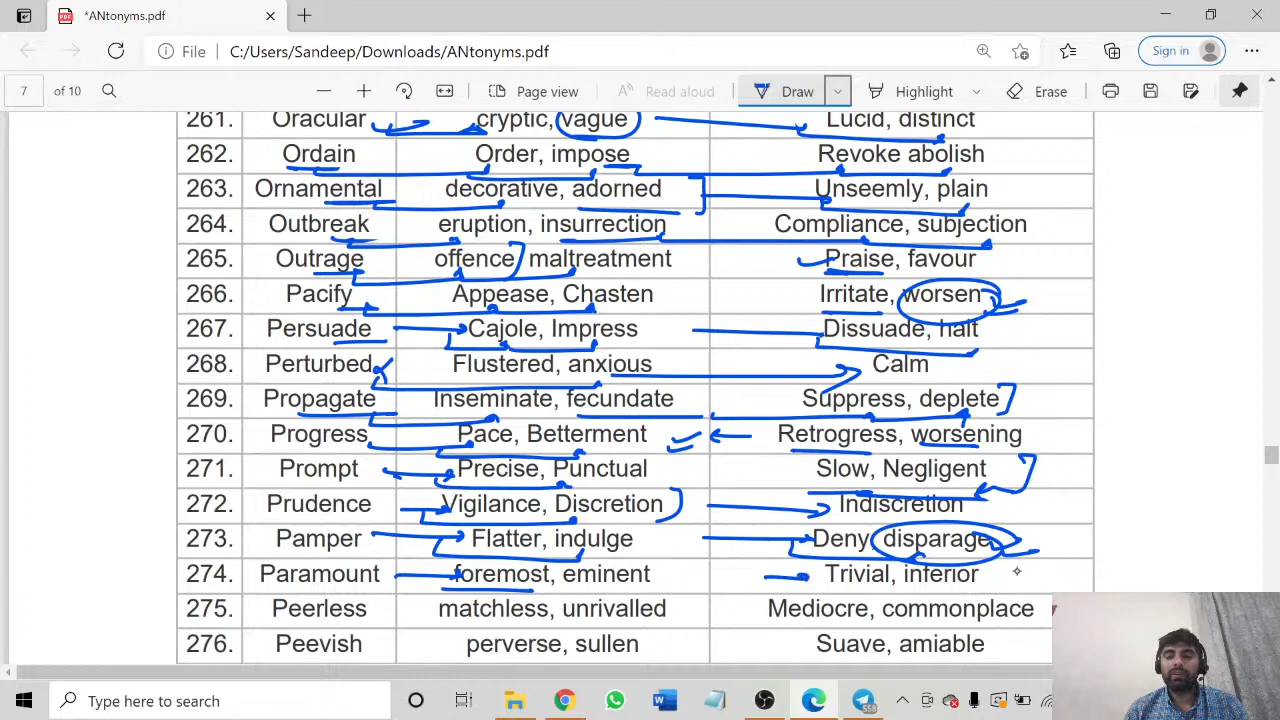 *ANtonyms.pdf
File C:/Users/Sandeep/Downloads/ANtonyms.pdf Sign in
7 of 10 Page view Read aloud Draw Highlight Erase
261. Oracular cryptic, vague Lucid, distinct
262. Ordain Order, impose Revoke abolish
263. Ornamental decorative, adorned Unseemly, plain
264. Outbreak eruption, insurrection Compliance, subjection
265. Outrage offence maltreatment Praise, favour
266. Pacify Appease, Chasten Irritate, worsen
267. Persuade Cajole, Impress Dissuade, halt
268. Perturbed Flustered, anxious Calm
269. Propagate Inseminate, fecundate Suppress, deplete
270. Progress Pace, Betterment Retrogress, worsening
271. Prompt Precise, Punctual Slow, Negligent
272. Prudence Vigilance, Discretion Indiscretion
273. Pamper Flatter, indulge Deny, disparage
274. Paramount foremost, eminent Trivial, inferior
275. Peerless matchless, unrivalled Mediocre, commonplace
276. Peevish perverse, sullen Suave, amiable
Type here to search 558